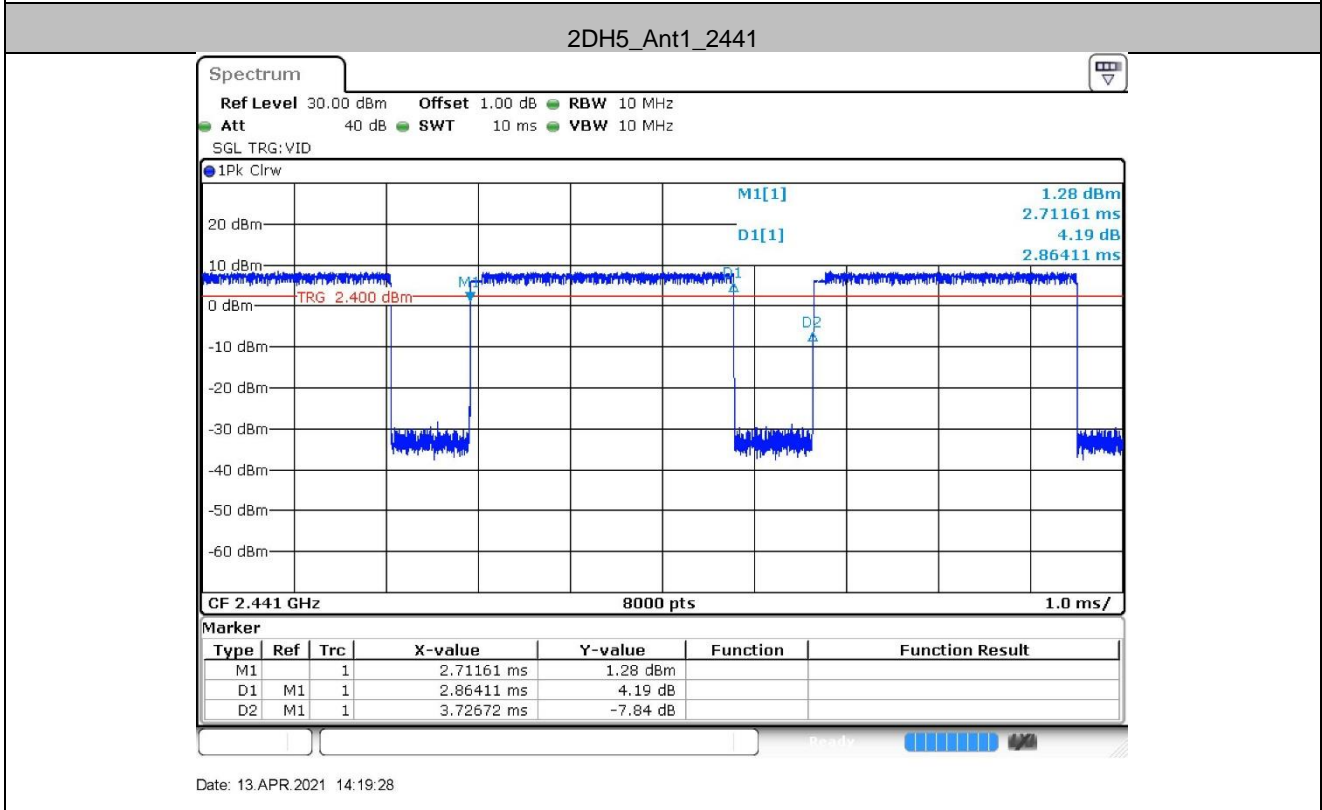 2DH5_Ant1_2441
Spectrum
Ref Level 30.00 dBm Offset 1.00 dB RBW 10 MHz
Att 40 dB SWT 10 ms VBW 10 MHz
SGL TRG:VID
1Pk Clrw
M1[1] 1.28 dBm
2.71161 ms
D1[1] 4.19 dB
2.86411 ms
20 dBm
10 dBm
M1
D1
TRG 2.400 dBm
0 dBm
D2
-10 dBm
-20 dBm
-30 dBm
-40 dBm
-50 dBm
-60 dBm
CF 2.441 GHz 8000 pts 1.0 ms/
Marker
Type Ref Trc X-value Y-value Function Function Result
M1 1 2.71161 ms 1.28 dBm
D1 M1 1 2.86411 ms 4.19 dB
D2 M1 1 3.72672 ms -7.84 dB
Ready
Date: 13.APR.2021 14:19:28